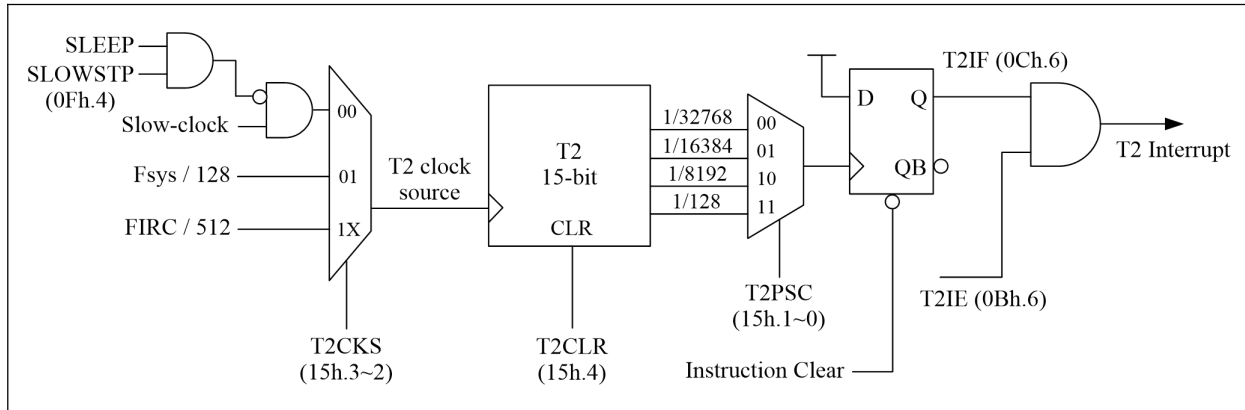 SLEEP
SLOWSTP
(0Fh.4)
Slow-clock
Fsys / 128
FIRC / 512
00
01
1X
T2CKS
(15h.3~2)
T2 clock
source
T2
15-bit
CLR
T2CLR
(15h.4)
1/32768
1/16384
1/8192
1/128
00
01
10
11
T2PSC
(15h.1~0)
D
Q
QB
Instruction Clear
T2IF (0Ch.6)
T2IE (0Bh.6)
T2 Interrupt